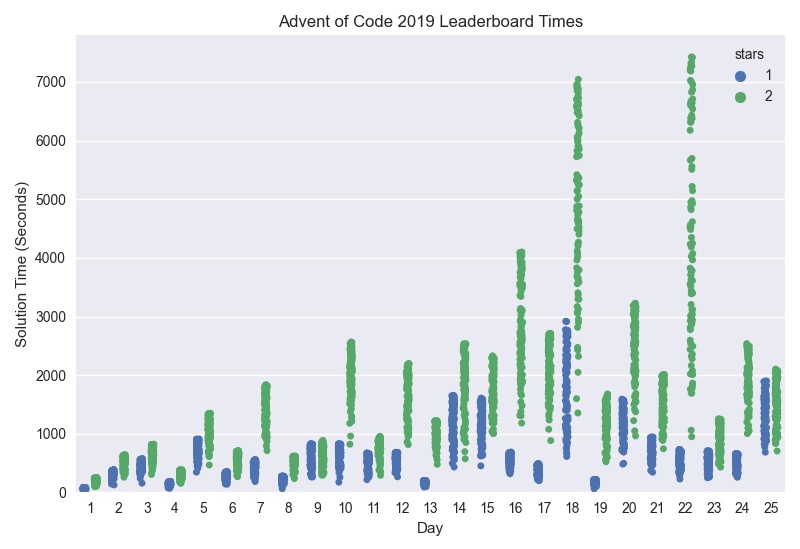 Advent of Code 2019 Leaderboard Times
stars
1
2
7000
6000
5000
4000
3000
2000
1000
0
Solution Time (Seconds)
1 2 3 4 5 6 7 8 9 10 11 12 13 14 15 16 17 18 19 20 21 22 23 24 25
Day